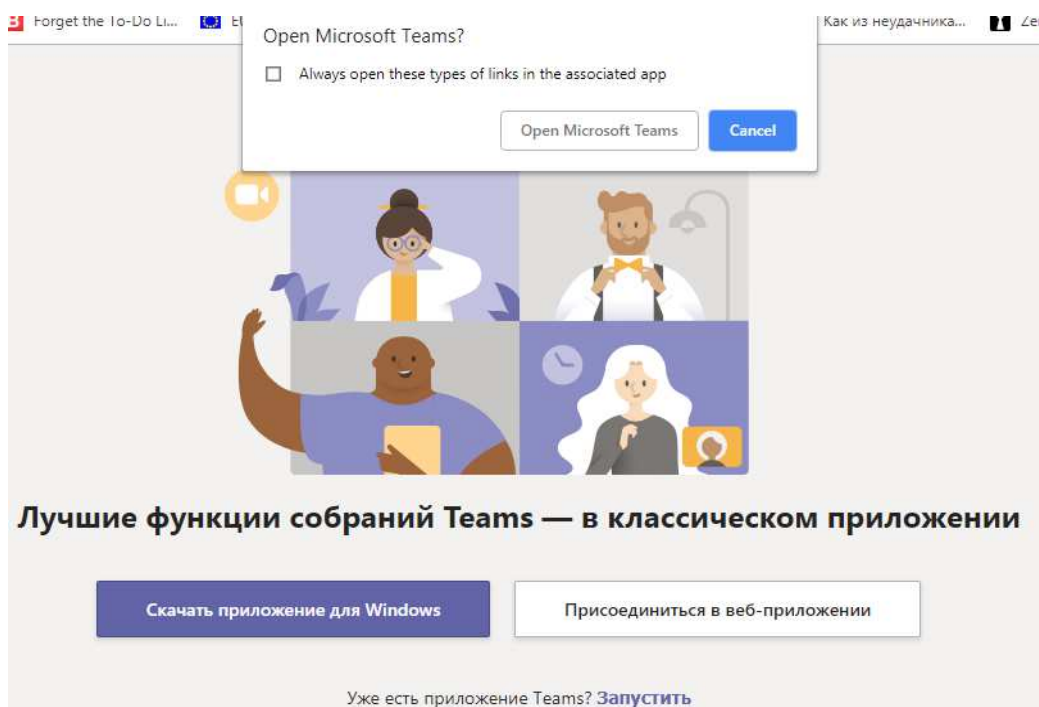 B Forget the To-Do Li... Как из неудачника...
Open Microsoft Teams?
Always open these types of links in the associated app
Open Microsoft Teams Cancel
Лучшие функции собраний Teams — в классическом приложении
Скачать приложение для Windows Присоединиться в веб-приложении
Уже есть приложение Teams? Запустить